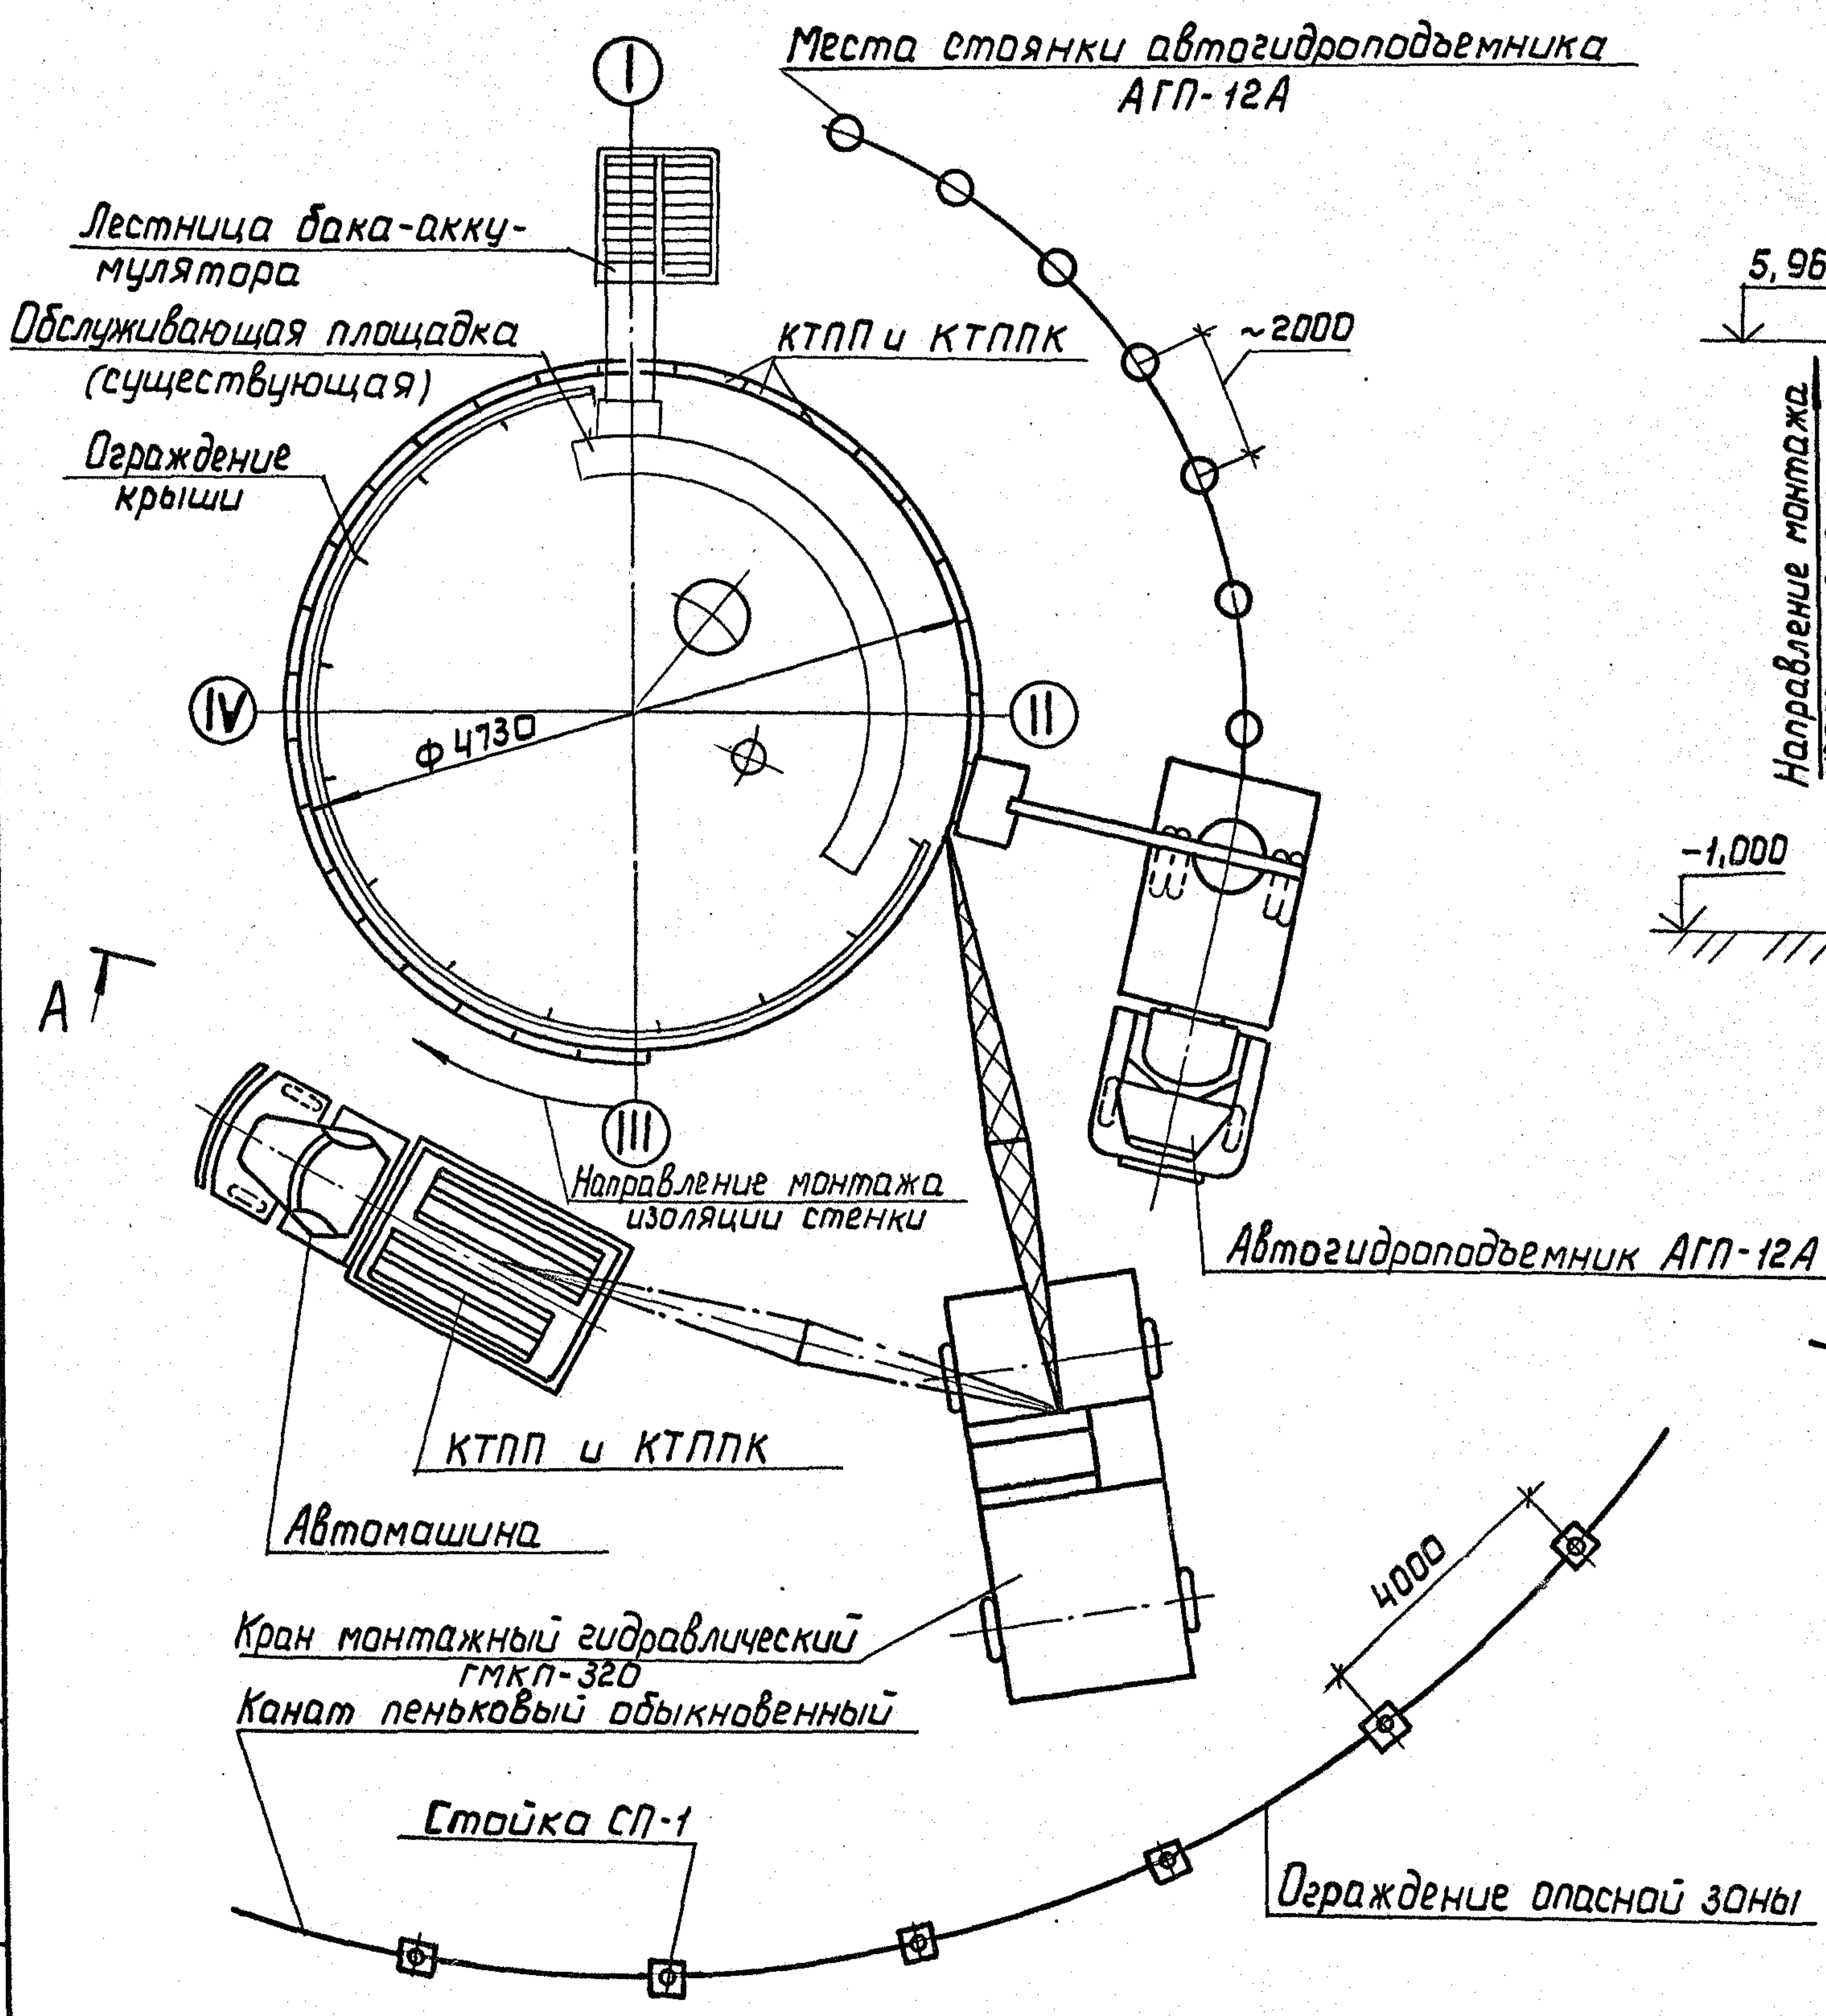 Места стоянки автогидроподъемника
АГП-12А
I
Лестница бака-акку-
мулятора
Обслуживающая площадка
(существующая)
КТПП и КТППК
~2000
5,96
Ограждение
крыши
Направление монтажа
IV
II
Ф 4730
-1,000
А
III
Направление монтажа
изоляции стенки
Автогидроподъемник АГП-12А
КТПП и КТППК
Автомашина
4000
Кран монтажный гидравлический
ГМКП-320
Канат пеньковый обыкновенный
Стойка СП-1
Ограждение опасной зоны